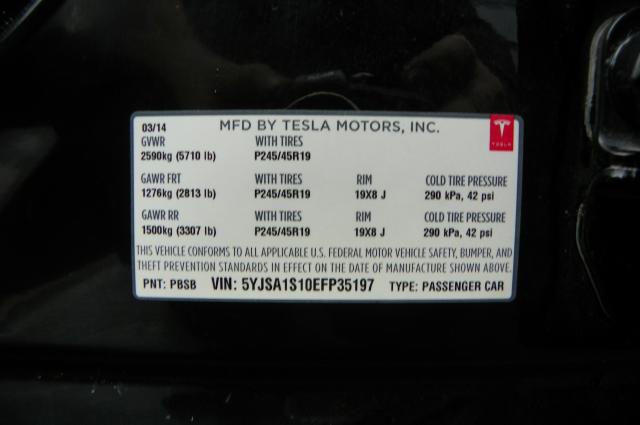 03/14 MFD BY TESLA MOTORS, INC.
TESLA
GVWR WITH TIRES
2590kg (5710 lb) P245/45R19
GAWR FRT WITH TIRES RIM COLD TIRE PRESSURE
1276kg (2813 lb) P245/45R19 19X8 J 290 kPa, 42 psi
GAWR RR WITH TIRES RIM COLD TIRE PRESSURE
1500kg (3307 lb) P245/45R19 19X8 J 290 kPa, 42 psi
THIS VEHICLE CONFORMS TO ALL APPLICABLE U.S. FEDERAL MOTOR VEHICLE SAFETY, BUMPER, AND
THEFT PREVENTION STANDARDS IN EFFECT ON THE DATE OF MANUFACTURE SHOWN ABOVE.
PNT: PBSB VIN: 5YJSA1S10EFP35197 TYPE: PASSENGER CAR